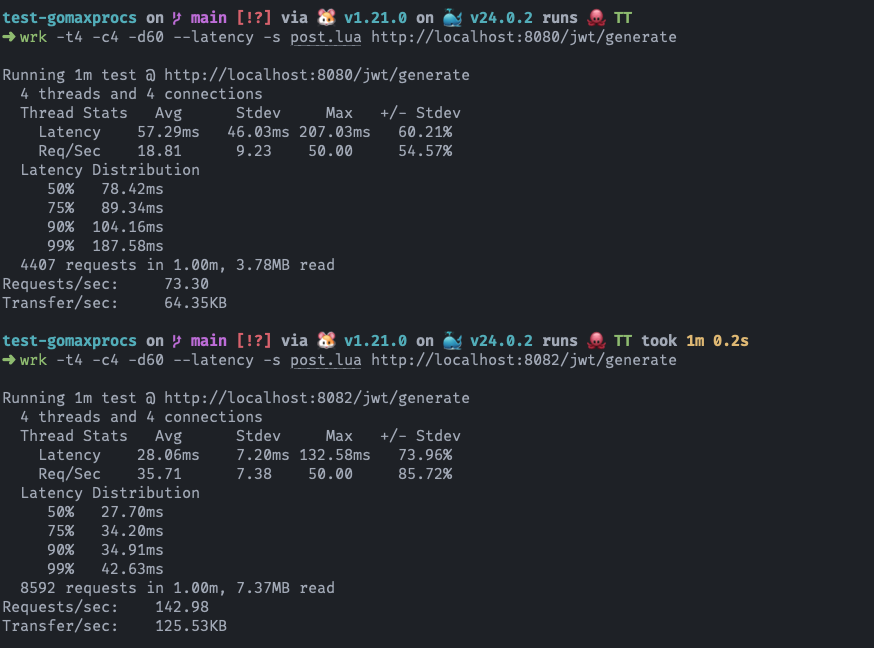 test-gomaxprocs on main [!?] via 🐹 v1.21.0 on 🐳 v24.0.2 runs 🐙 TT
➜ wrk -t4 -c4 -d60 --latency -s post.lua http://localhost:8080/jwt/generate
Running 1m test @ http://localhost:8080/jwt/generate
4 threads and 4 connections
Thread Stats Avg Stdev Max +/- Stdev
Latency 57.29ms 46.03ms 207.03ms 60.21%
Req/Sec 18.81 9.23 50.00 54.57%
Latency Distribution
50% 78.42ms
75% 89.34ms
90% 104.16ms
99% 187.58ms
4407 requests in 1.00m, 3.78MB read
Requests/sec: 73.30
Transfer/sec: 64.35KB
test-gomaxprocs on main [!?] via 🐹 v1.21.0 on 🐳 v24.0.2 runs 🐙 TT took 1m 0.2s
➜ wrk -t4 -c4 -d60 --latency -s post.lua http://localhost:8082/jwt/generate
Running 1m test @ http://localhost:8082/jwt/generate
4 threads and 4 connections
Thread Stats Avg Stdev Max +/- Stdev
Latency 28.06ms 7.20ms 132.58ms 73.96%
Req/Sec 35.71 7.38 50.00 85.72%
Latency Distribution
50% 27.70ms
75% 34.20ms
90% 34.91ms
99% 42.63ms
8592 requests in 1.00m, 7.37MB read
Requests/sec: 142.98
Transfer/sec: 125.53KB